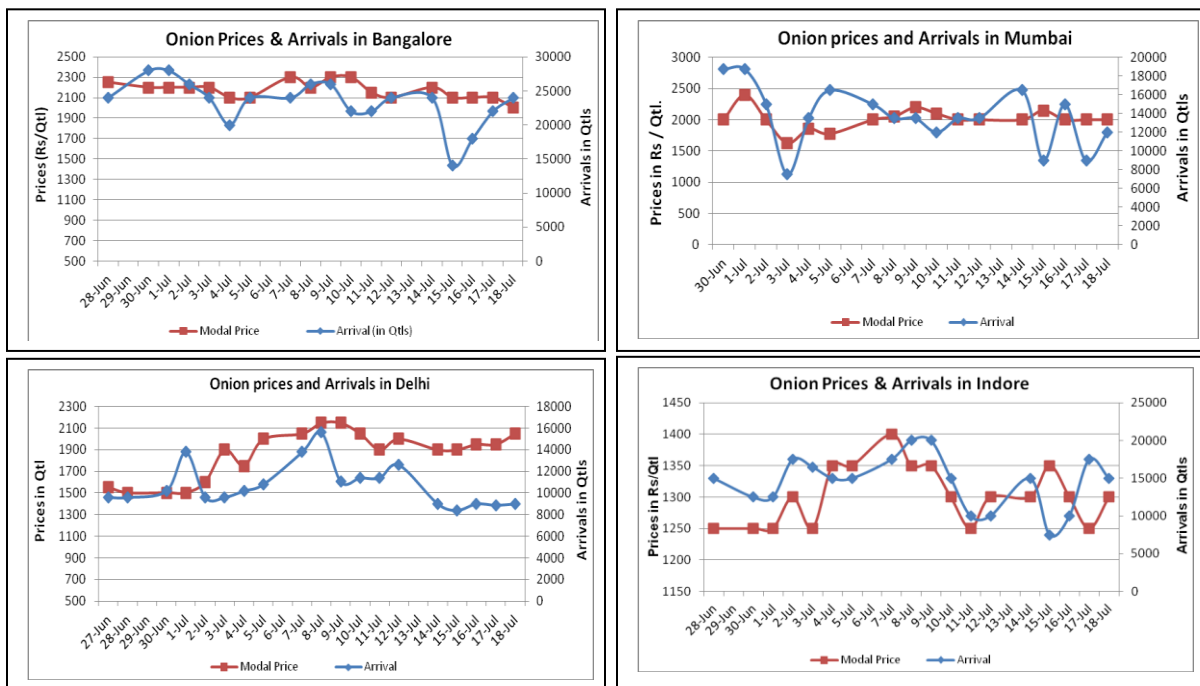 Onion Prices & Arrivals in Bangalore
Prices (Rs/Qtl)
2500
2300
2100
1900
1700
1500
1300
1100
900
700
500
30000
25000
20000
15000
10000
5000
0
Arrivals in Qtls
28-Jun
29-Jun
30-Jun
1-Jul
2-Jul
3-Jul
4-Jul
5-Jul
6-Jul
7-Jul
8-Jul
9-Jul
10-Jul
11-Jul
12-Jul
13-Jul
14-Jul
15-Jul
16-Jul
17-Jul
18-Jul
Modal Price
Arrival (in Qtls)
Onion prices and Arrivals in Mumbai
Prices in Rs / Qtl.
3000
2500
2000
1500
1000
500
0
20000
18000
16000
14000
12000
10000
8000
6000
4000
2000
0
Arrivals in Qtls
30-Jun
1-Jul
2-Jul
3-Jul
4-Jul
5-Jul
6-Jul
7-Jul
8-Jul
9-Jul
10-Jul
11-Jul
12-Jul
13-Jul
14-Jul
15-Jul
16-Jul
17-Jul
18-Jul
Modal Price
Arrival
Onion prices and Arrivals in Delhi
Prices in Qtl
2300
2100
1900
1700
1500
1300
1100
900
700
500
18000
16000
14000
12000
10000
8000
6000
4000
2000
0
Arrivals in Qtls
27-Jun
28-Jun
29-Jun
30-Jun
1-Jul
2-Jul
3-Jul
4-Jul
5-Jul
6-Jul
7-Jul
8-Jul
9-Jul
10-Jul
11-Jul
12-Jul
13-Jul
14-Jul
15-Jul
16-Jul
17-Jul
18-Jul
Modal Price
Arrival
Onion Prices & Arrivals in Indore
Prices in Rs/Qtl
1450
1400
1350
1300
1250
1200
1150
25000
20000
15000
10000
5000
0
Arrivals in Qtls
28-Jun
29-Jun
30-Jun
1-Jul
2-Jul
3-Jul
4-Jul
5-Jul
6-Jul
7-Jul
8-Jul
9-Jul
10-Jul
11-Jul
12-Jul
13-Jul
14-Jul
15-Jul
16-Jul
17-Jul
18-Jul
Modal Price
Arrival